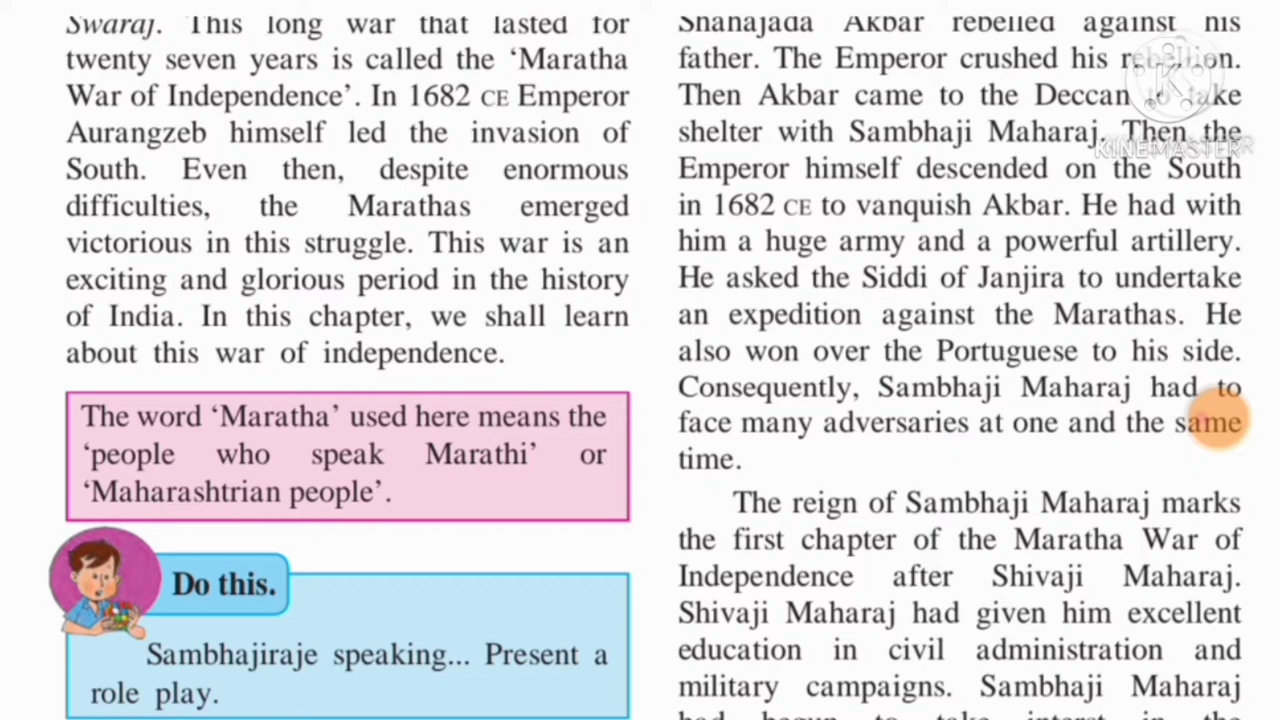 Swaraj. This long war that lasted for
twenty seven years is called the ‘Maratha
War of Independence’. In 1682 CE Emperor
Aurangzeb himself led the invasion of
South. Even then, despite enormous
difficulties, the Marathas emerged
victorious in this struggle. This war is an
exciting and glorious period in the history
of India. In this chapter, we shall learn
about this war of independence.
The word ‘Maratha’ used here means the
‘people who speak Marathi’ or
‘Maharashtrian people’.
Do this.
Sambhajiraje speaking... Present a
role play.
Shahajada Akbar rebelled against his
father. The Emperor crushed his rebellion.
Then Akbar came to the Deccan to take
shelter with Sambhaji Maharaj. Then the
Emperor himself descended on the South
in 1682 CE to vanquish Akbar. He had with
him a huge army and a powerful artillery.
He asked the Siddi of Janjira to undertake
an expedition against the Marathas. He
also won over the Portuguese to his side.
Consequently, Sambhaji Maharaj had to
face many adversaries at one and the same
time.
The reign of Sambhaji Maharaj marks
the first chapter of the Maratha War of
Independence after Shivaji Maharaj.
Shivaji Maharaj had given him excellent
education in civil administration and
military campaigns. Sambhaji Maharaj
had begun to take interest in the
K
KINEMASTER